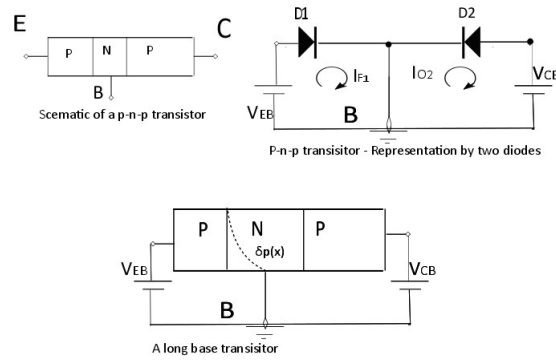 E
P N P
C
B
Scematic of a p-n-p transistor
D1 D2
IF1 IO2
VEB VCB
B
P-n-p transisitor - Representation by two diodes
P N P
δp(x)
VEB VCB
B
A long base transisitor